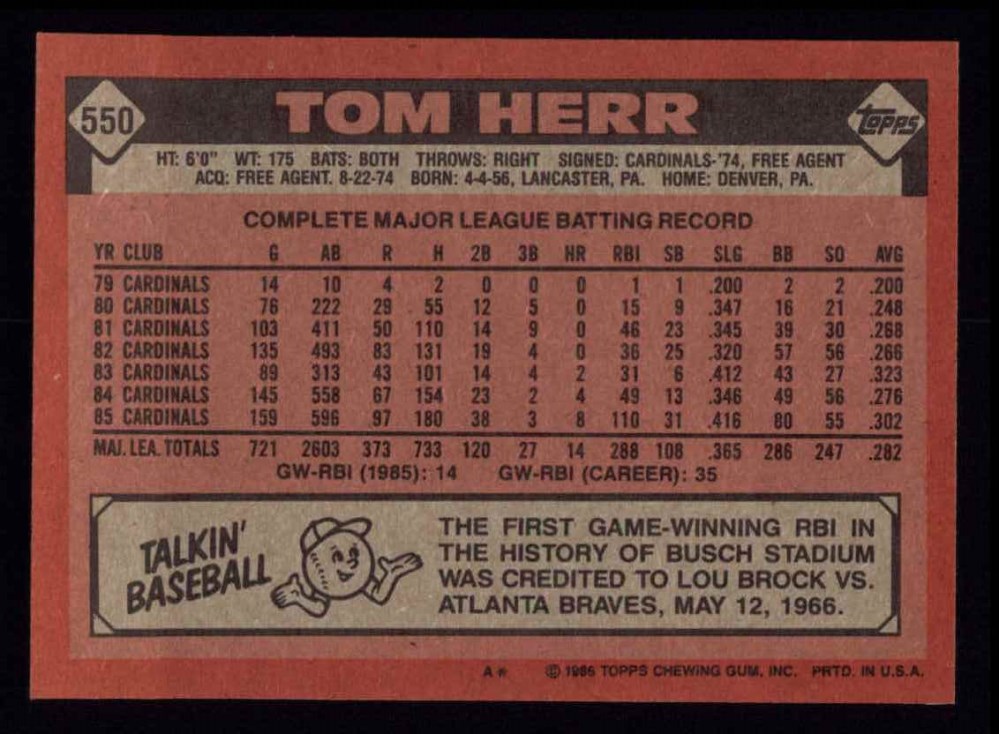 550 TOM HERR Topps
HT: 6'0" WT: 175 BATS: BOTH THROWS: RIGHT SIGNED: CARDINALS-'74, FREE AGENT
ACQ: FREE AGENT. 8-22-74 BORN: 4-4-56, LANCASTER, PA. HOME: DENVER, PA.
COMPLETE MAJOR LEAGUE BATTING RECORD
YR CLUB G AB R H 2B 3B HR RBI SB SLG BB SO AVG
79 CARDINALS 14 10 4 2 0 0 0 1 1 .200 2 2 .200
80 CARDINALS 76 222 29 55 12 5 0 15 9 .347 16 21 .248
81 CARDINALS 103 411 50 110 14 9 0 46 23 .345 39 30 .268
82 CARDINALS 135 493 83 131 19 4 0 36 25 .320 57 56 .266
83 CARDINALS 89 313 43 101 14 4 2 31 6 .412 43 27 .323
84 CARDINALS 145 558 67 154 23 2 4 49 13 .346 49 56 .276
85 CARDINALS 159 596 97 180 38 3 8 110 31 .416 80 55 .302
MAJ. LEA. TOTALS 721 2603 373 733 120 27 14 288 108 .365 286 247 .282
GW-RBI (1985): 14 GW-RBI (CAREER): 35
TALKIN'
BASEBALL
THE FIRST GAME-WINNING RBI IN
THE HISTORY OF BUSCH STADIUM
WAS CREDITED TO LOU BROCK VS.
ATLANTA BRAVES, MAY 12, 1966.
A* © 1986 TOPPS CHEWING GUM, INC. PRTD. IN U.S.A.